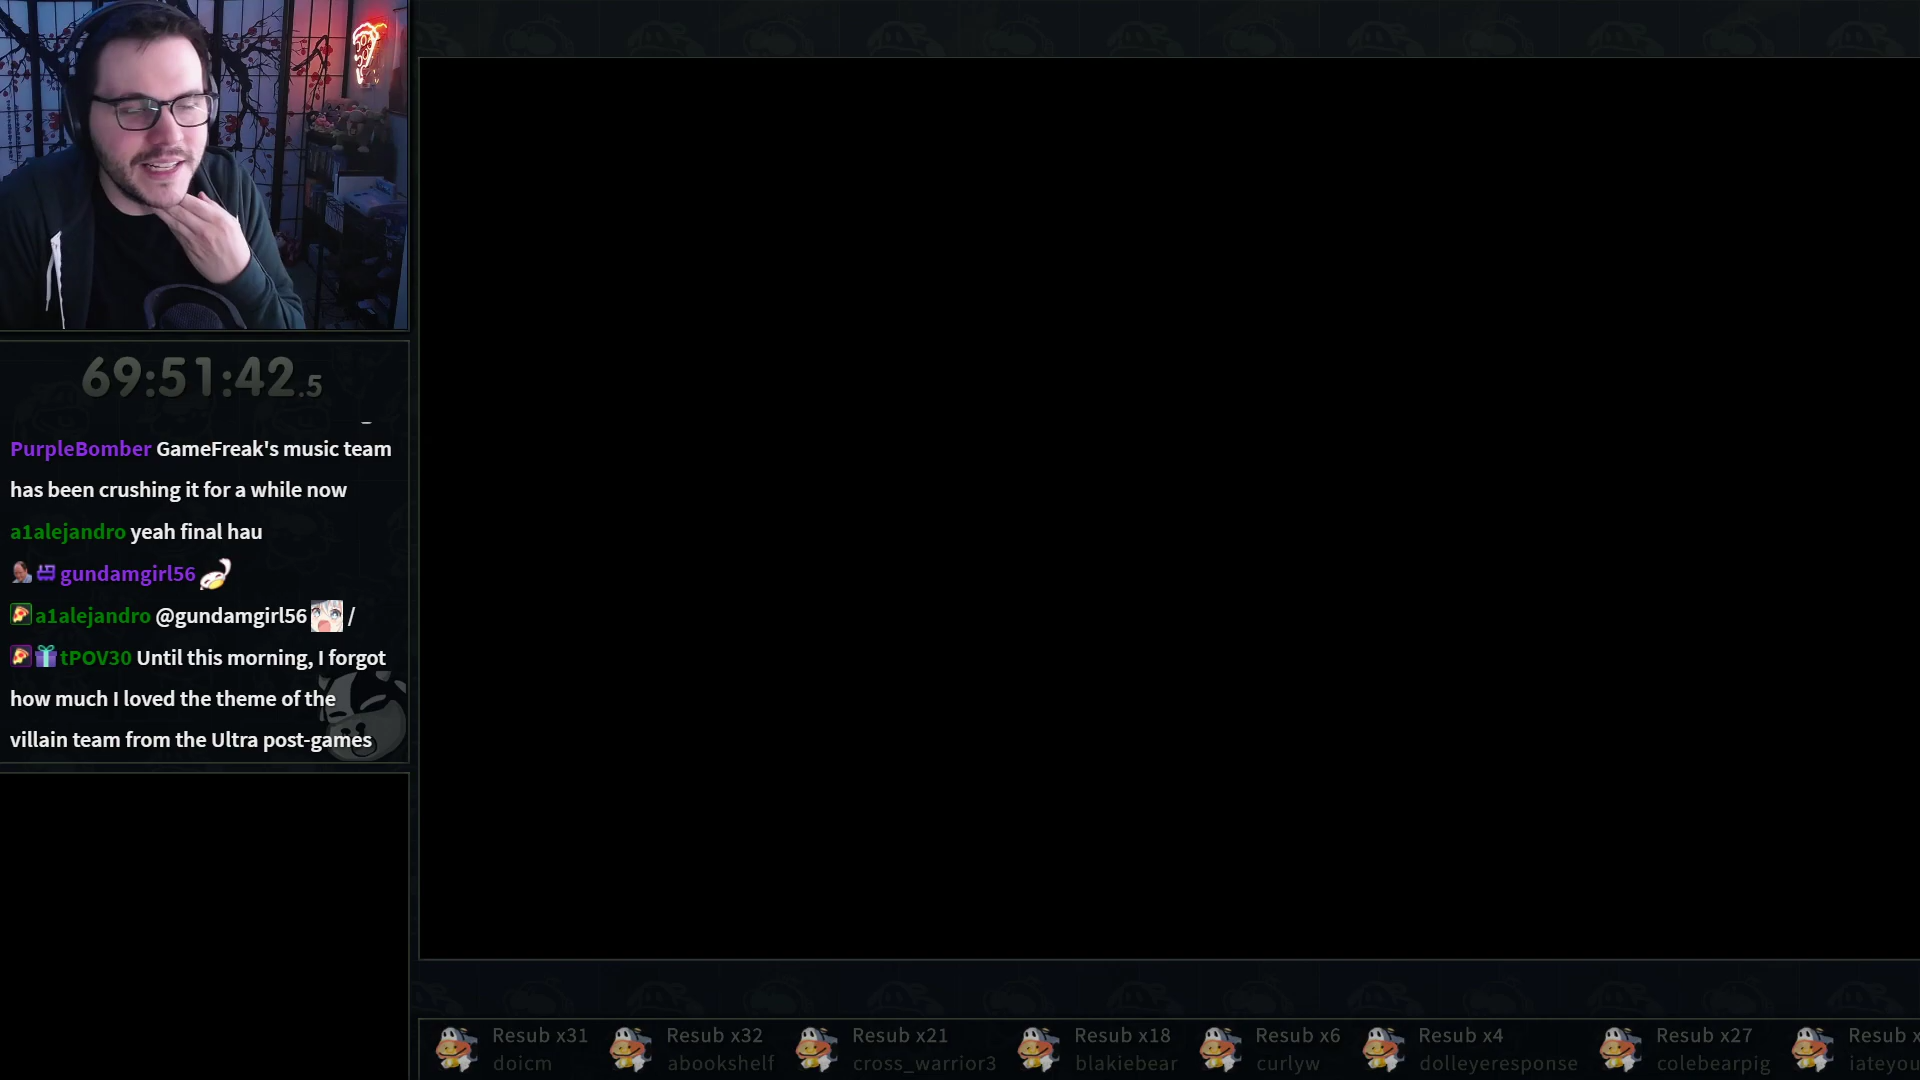 69:51:42.5
PurpleBomber GameFreak's music team
has been crushing it for a while now
a1alejandro yeah final hau
gundamgirl56
a1alejandro @gundamgirl56 /
tPOV30 Until this morning, I forgot
how much I loved the theme of the
villain team from the Ultra post-games
Resub x31 Resub x32 Resub x21 Resub x18 Resub x6 Resub x4 Resub x27 Resub
doicm abookshelf cross_warrior3 blakiebear curlyw dolleyeresponse colebearpig iateyou